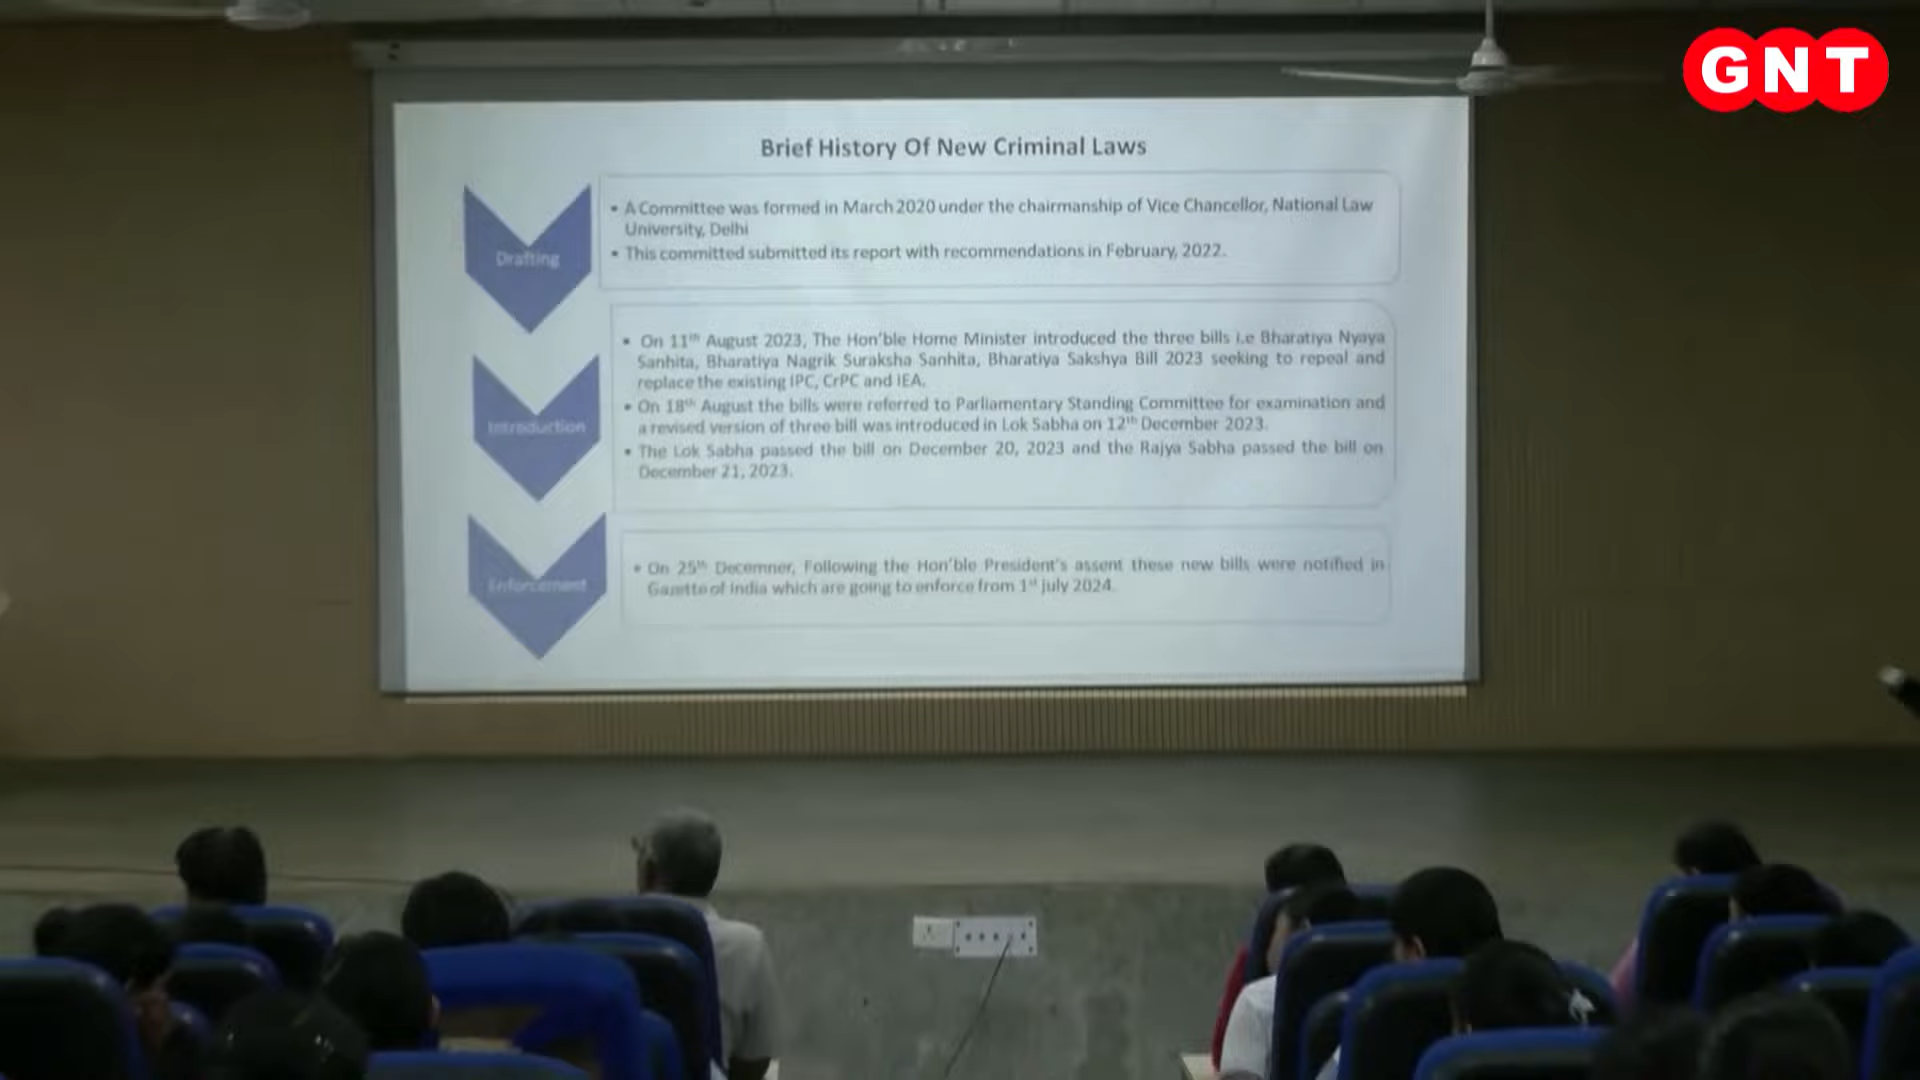 GNT
Brief History Of New Criminal Laws
Drafting
• A Committee was formed in March 2020 under the chairmanship of Vice Chancellor, National Law
University, Delhi
• This committed submitted its report with recommendations in February, 2022.
Introduction
• On 11th August 2023, The Hon'ble Home Minister introduced the three bills i.e Bharatiya Nyaya
Sanhita, Bharatiya Nagrik Suraksha Sanhita, Bharatiya Sakshya Bill 2023 seeking to repeal and
replace the existing IPC, CrPC and IEA.
• On 18th August the bills were referred to Parliamentary Standing Committee for examination and
a revised version of three bill was introduced in Lok Sabha on 12th December 2023.
• The Lok Sabha passed the bill on December 20, 2023 and the Rajya Sabha passed the bill on
December 21, 2023.
Enforcement
• On 25th Decemner, Following the Hon'ble President's assent these new bills were notified in
Gazette of India which are going to enforce from 1st july 2024.